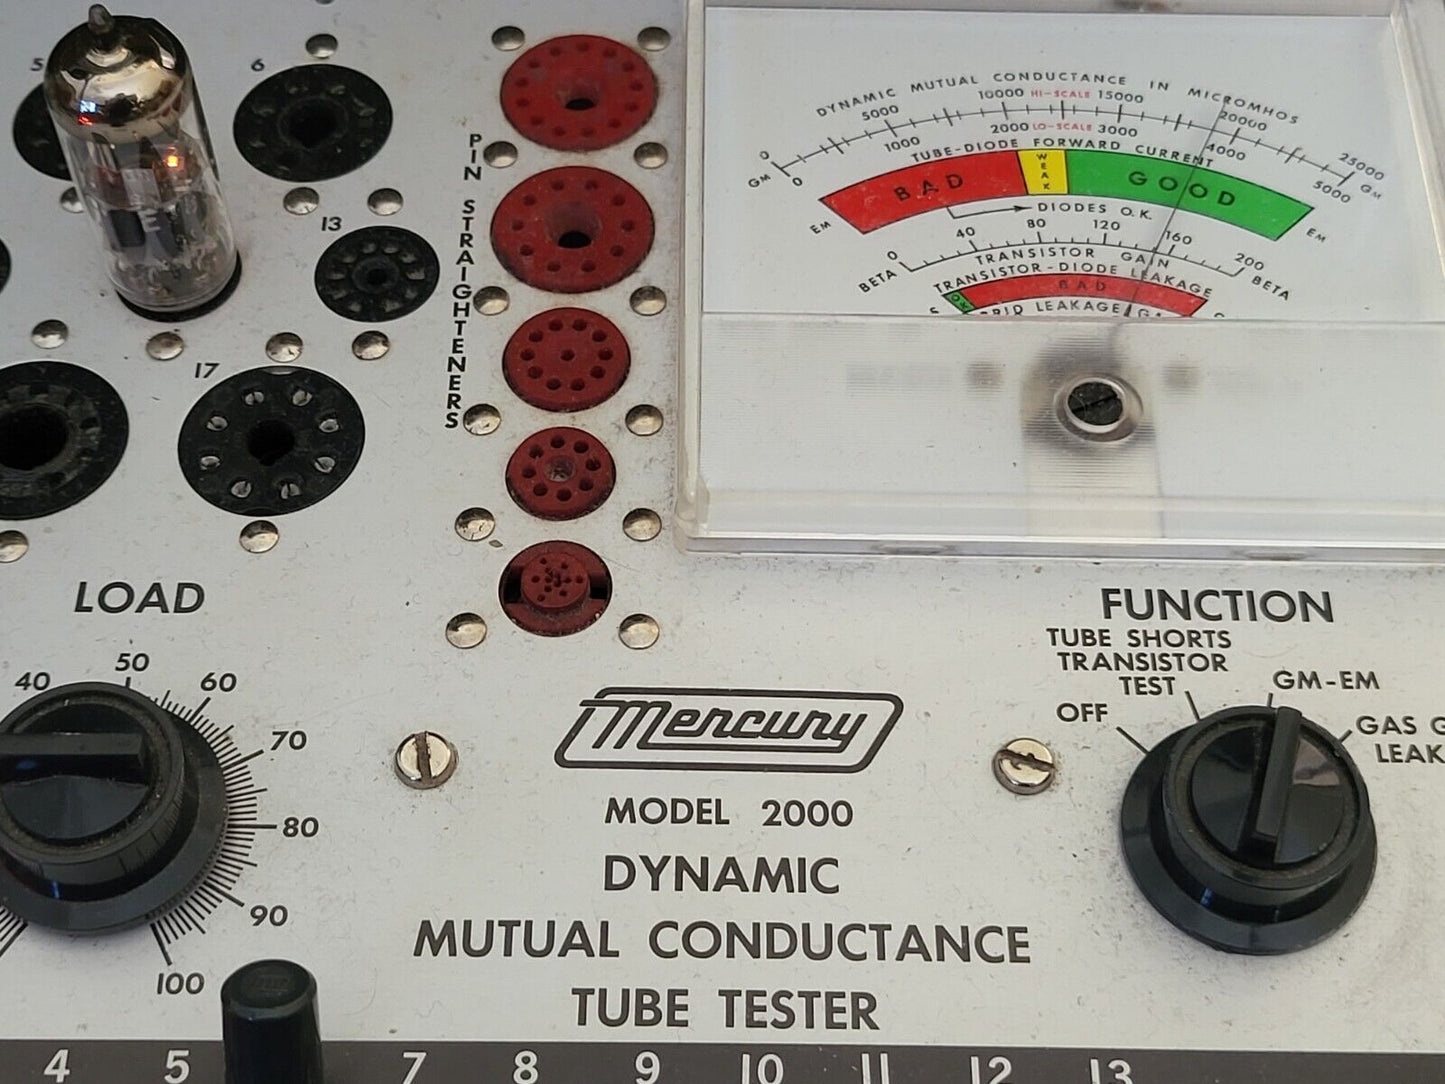 5
6
13
17
PIN STRAIGHTENERS
DYNAMIC MUTUAL CONDUCTANCE IN MICROMHOS
0 5000 10000 HI-SCALE 15000 20000 25000
GM 0 1000 2000 LO-SCALE 3000 4000 5000 GM
TUBE-DIODE FORWARD CURRENT
EM BAD WEAK GOOD EM
DIODES O.K.
0 40 80 120 160 200
BETA TRANSISTOR GAIN BETA
TRANSISTOR-DIODE LEAKAGE
OK BAD
LEAKAGE
LOAD
40 50 60 70 80 90 100
FUNCTION
OFF
TUBE SHORTS
TRANSISTOR
TEST
GM-EM
GAS G
LEAK
Mercury
MODEL 2000
DYNAMIC
MUTUAL CONDUCTANCE
TUBE TESTER
4 5 7 8 9 10 11 12 13